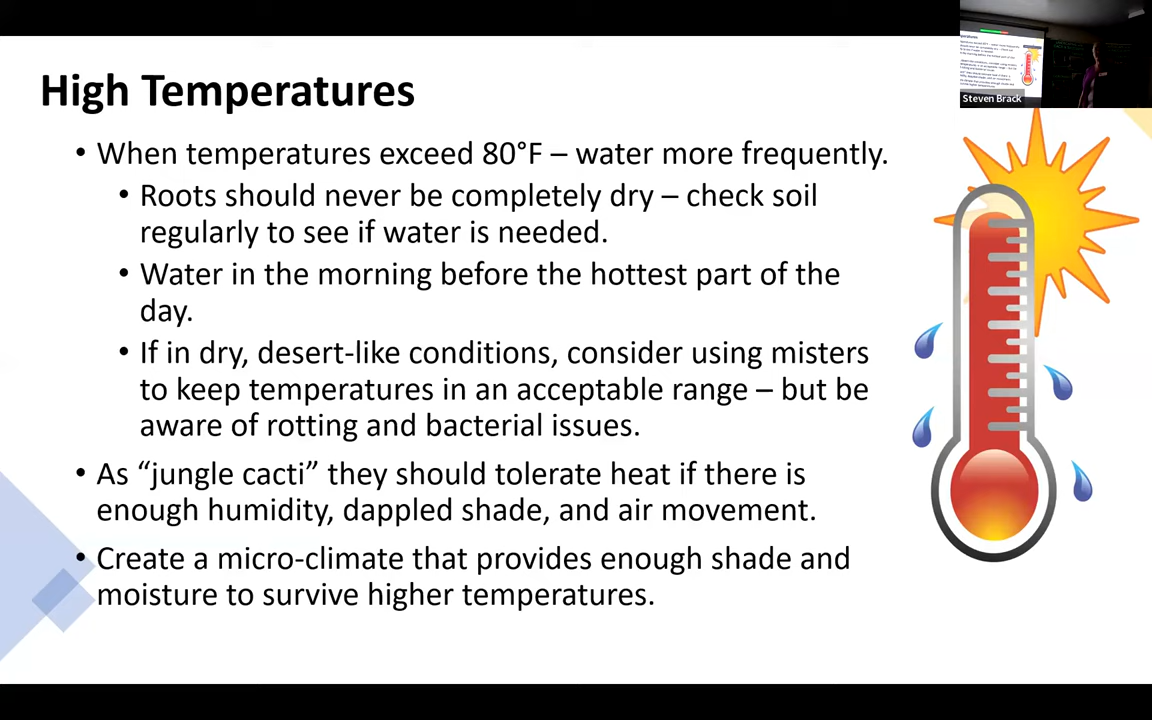 High Temperatures
• When temperatures exceed 80°F – water more frequently.
• Roots should never be completely dry – check soil
regularly to see if water is needed.
• Water in the morning before the hottest part of the
day.
• If in dry, desert-like conditions, consider using misters
to keep temperatures in an acceptable range – but be
aware of rotting and bacterial issues.
• As “jungle cacti” they should tolerate heat if there is
enough humidity, dappled shade, and air movement.
• Create a micro-climate that provides enough shade and
moisture to survive higher temperatures.
Steven Brack